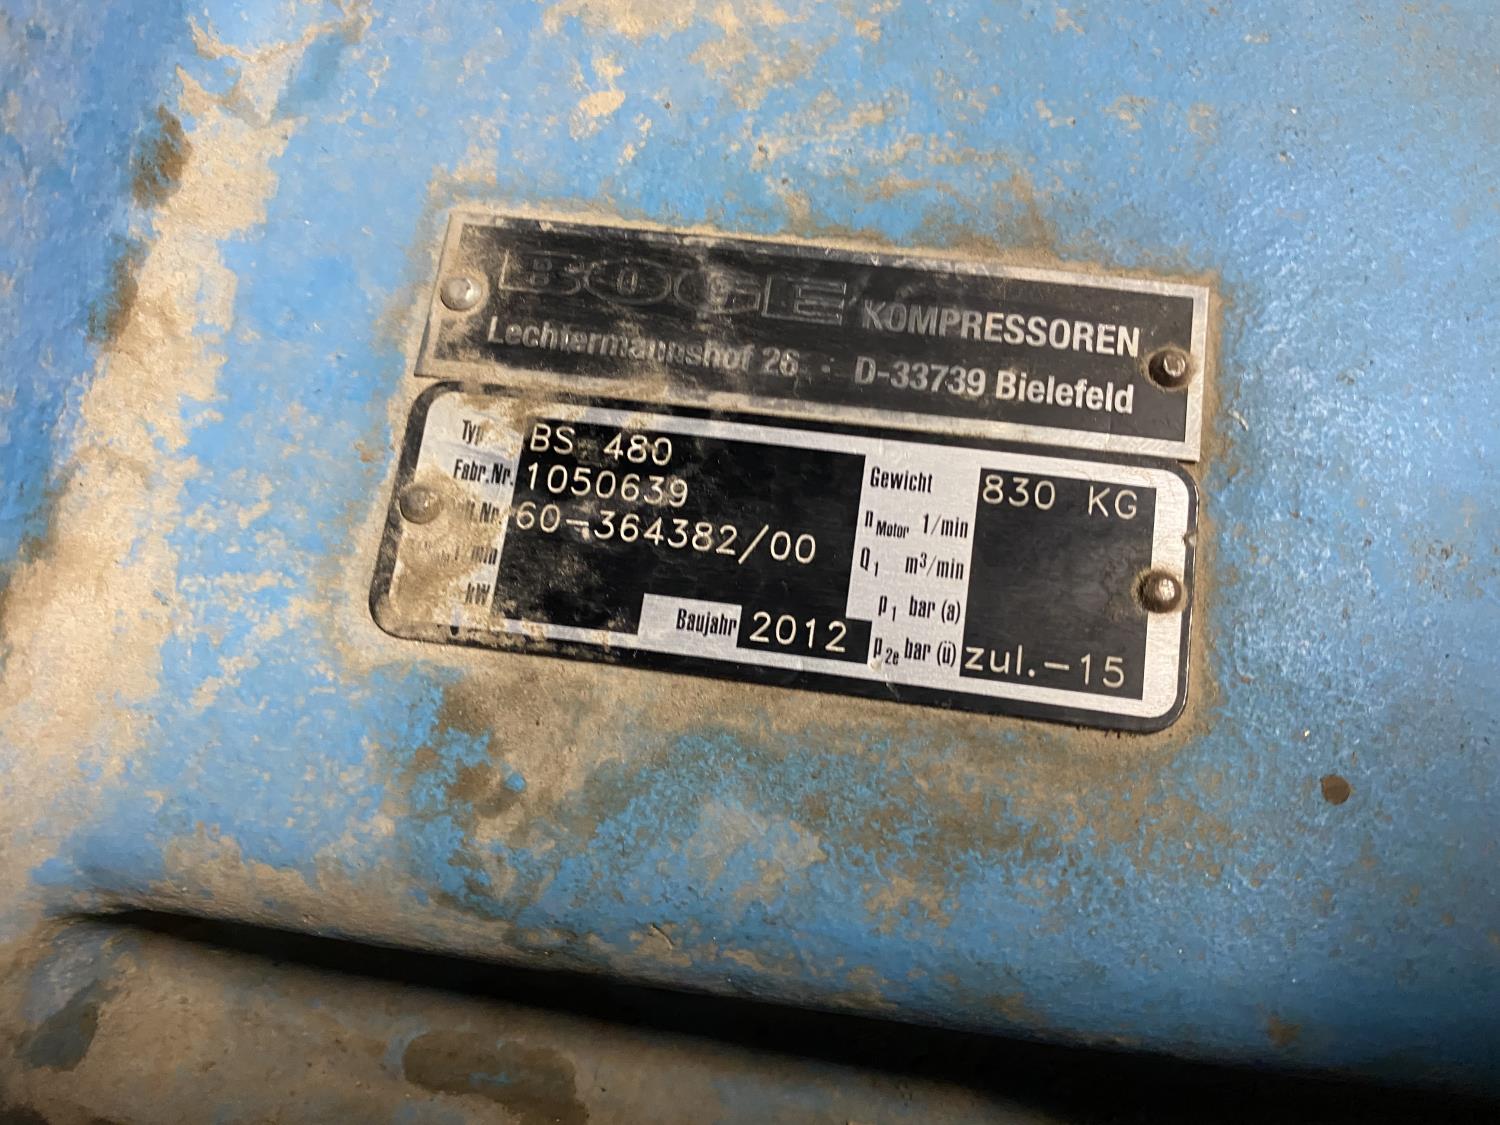 BOGE KOMPRESSOREN
Lechtermannshof 26 · D-33739 Bielefeld
Typ BS 480
Fabr.Nr. 1050639
Nr. 60-364382/00
1/min
kW
Baujahr 2012
Gewicht 830 KG
n Motor 1/min
Q1 m³/min
p1 bar (a)
p2e bar (ü) zul.-15